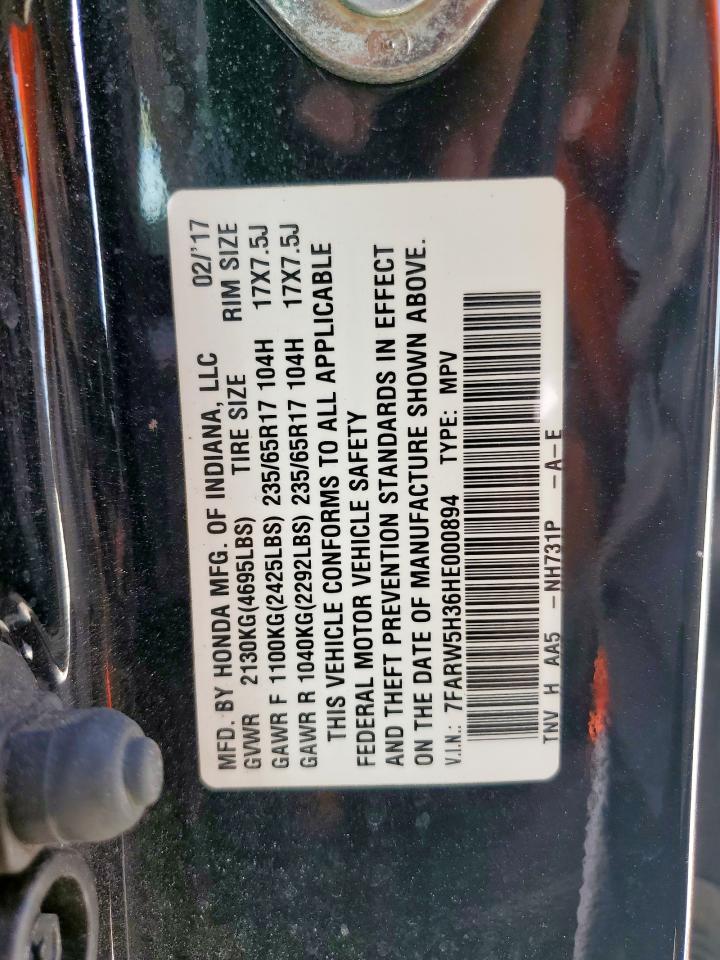 MFD. BY HONDA MFG. OF INDIANA, LLC 02/'17
GVWR 2130KG(4695LBS) TIRE SIZE RIM SIZE
GAWR F 1100KG(2425LBS) 235/65R17 104H 17X7.5J
GAWR R 1040KG(2292LBS) 235/65R17 104H 17X7.5J
THIS VEHICLE CONFORMS TO ALL APPLICABLE
FEDERAL MOTOR VEHICLE SAFETY
AND THEFT PREVENTION STANDARDS IN EFFECT
ON THE DATE OF MANUFACTURE SHOWN ABOVE.
V.I.N.: 7FARW5H36HE000894 TYPE: MPV
TNV H AA5 -NH731P -A-E